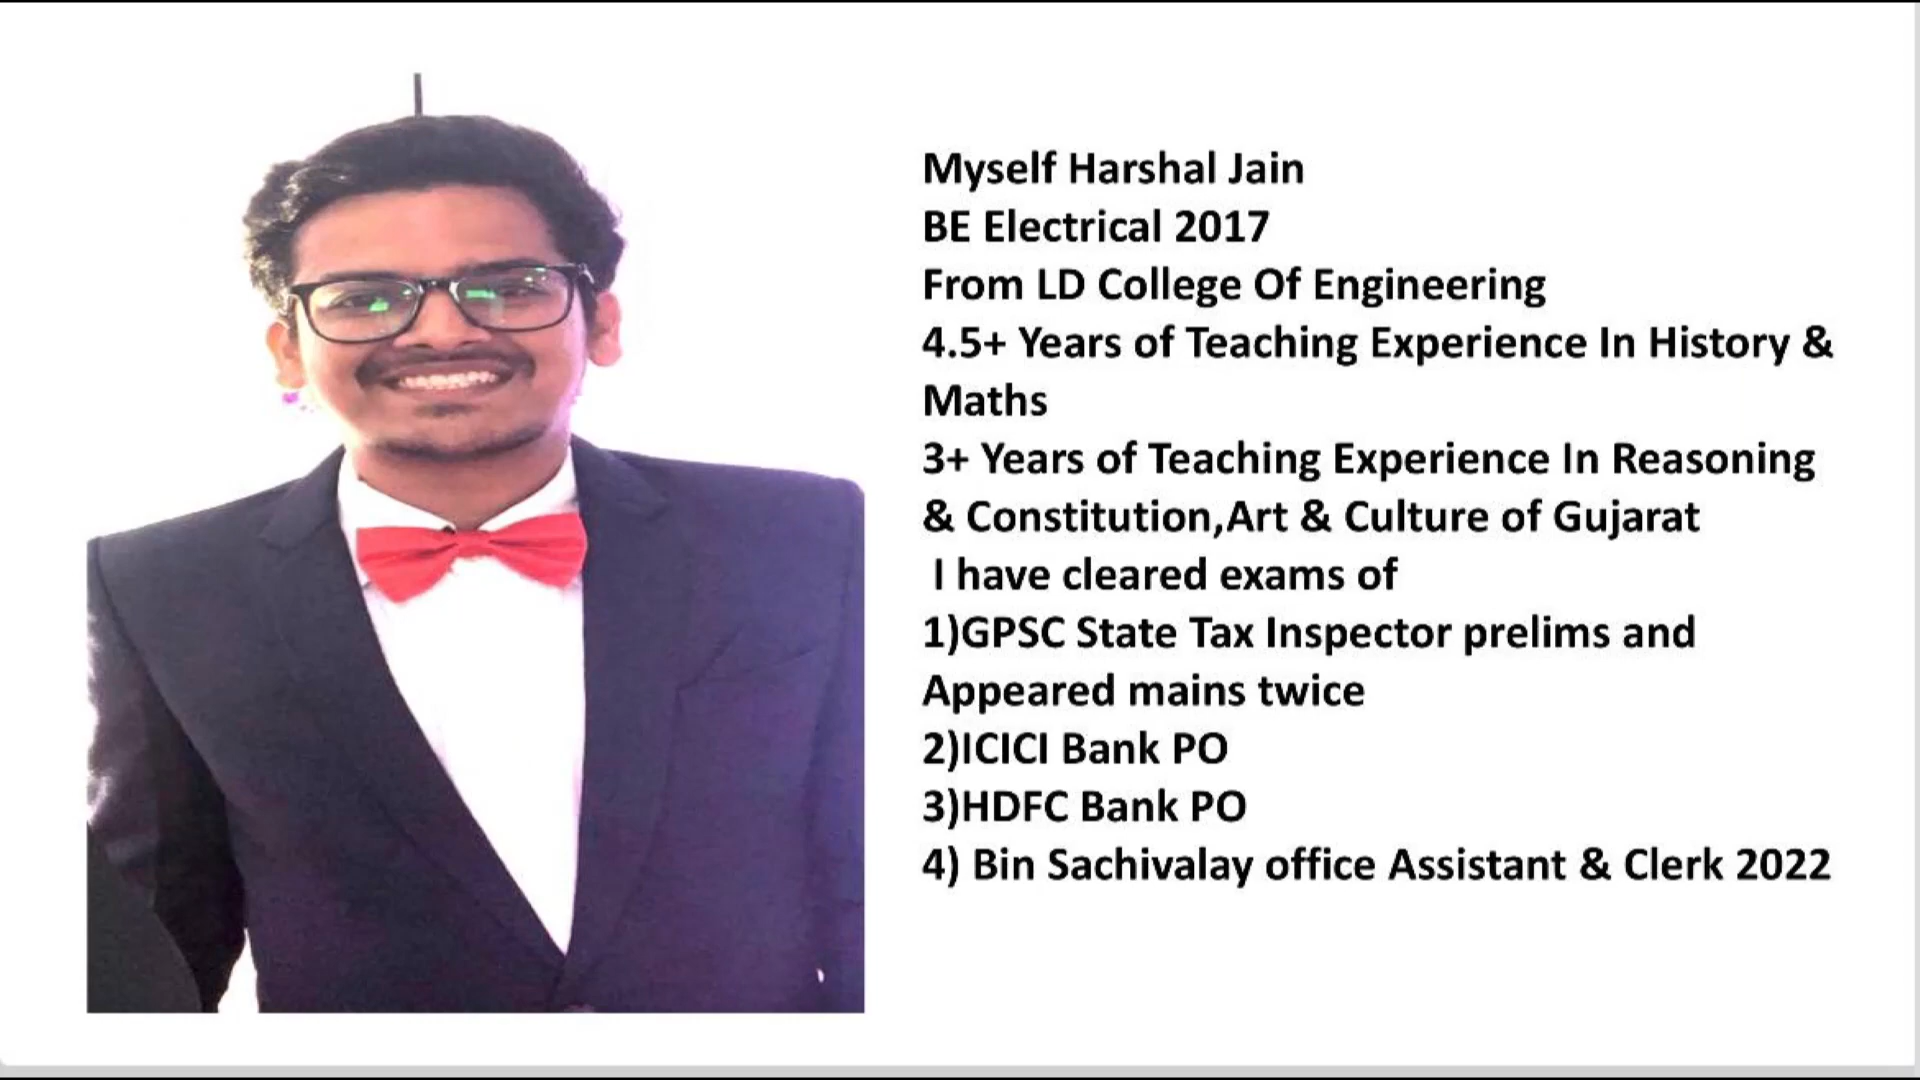 Myself Harshal Jain
BE Electrical 2017
From LD College Of Engineering
4.5+ Years of Teaching Experience In History &
Maths
3+ Years of Teaching Experience In Reasoning
& Constitution,Art & Culture of Gujarat
I have cleared exams of
1)GPSC State Tax Inspector prelims and
Appeared mains twice
2)ICICI Bank PO
3)HDFC Bank PO
4) Bin Sachivalay office Assistant & Clerk 2022